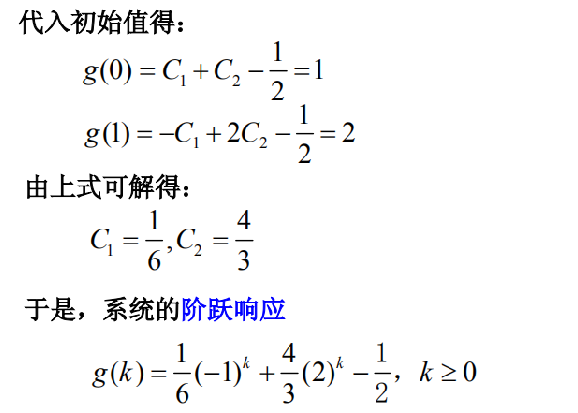 代入初始值得：
g(0) = C₁ + C₂ − 1/2 = 1
g(1) = −C₁ + 2C₂ − 1/2 = 2
由上式可解得：
C₁ = 1/6, C₂ = 4/3
于是，系统的阶跃响应
g(k) = 1/6(−1)ᵏ + 4/3(2)ᵏ − 1/2， k ≥ 0